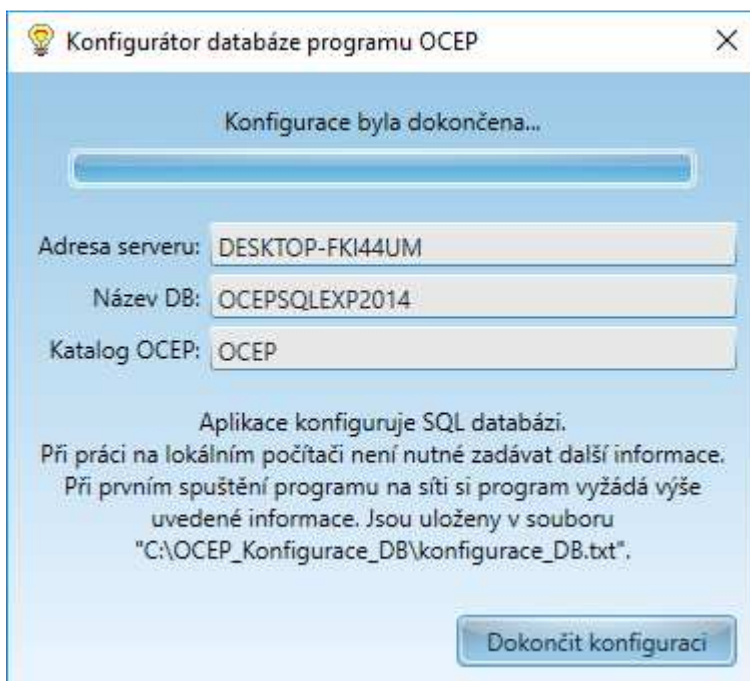 Konfigurátor databáze programu OCEP
Konfigurace byla dokončena...
Adresa serveru: DESKTOP-FKI44UM
Název DB: OCEPSQLEXP2014
Katalog OCEP: OCEP
Aplikace konfiguruje SQL databázi.
Při práci na lokálním počítači není nutné zadávat další informace.
Při prvním spuštění programu na síti si program vyžádá výše
uvedené informace. Jsou uloženy v souboru
"C:\OCEP_Konfigurace_DB\konfigurace_DB.txt".
Dokončit konfiguraci